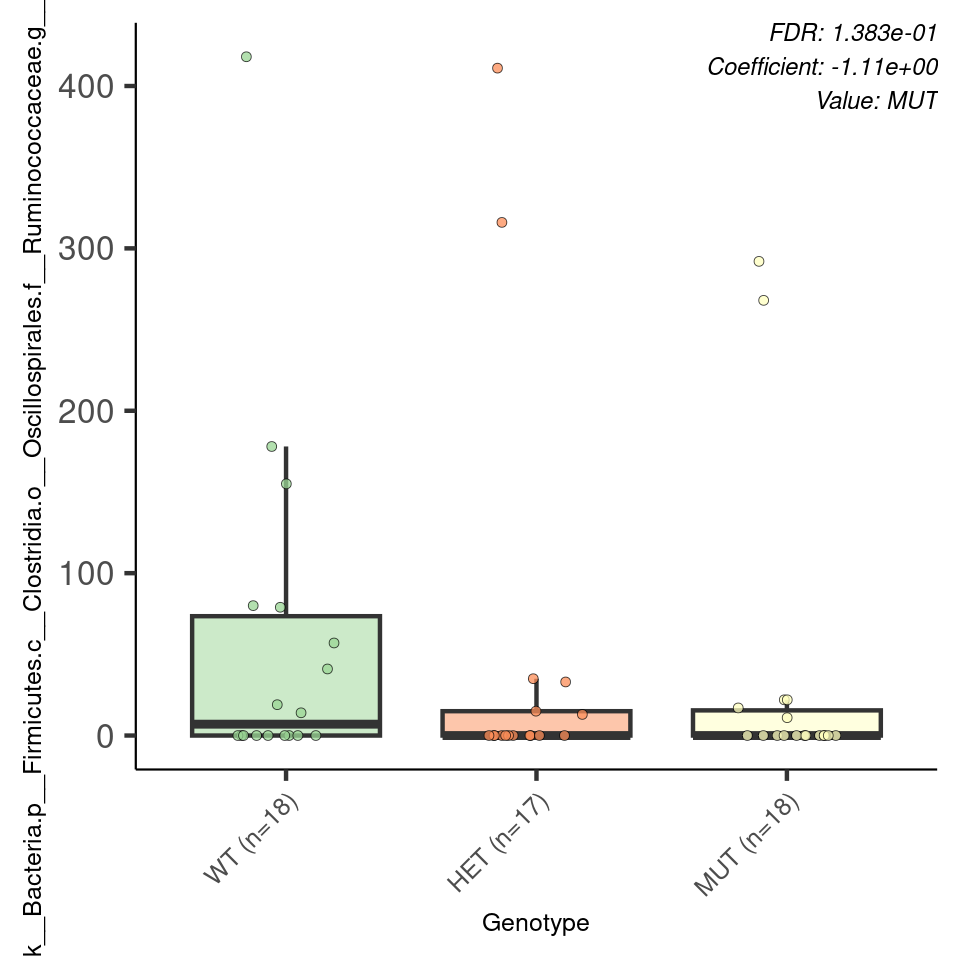 FDR: 1.383e-01
Coefficient: -1.11e+00
Value: MUT
k__Bacteria.p__Firmicutes.c__Clostridia.o__Oscillospirales.f__Ruminococcaceae.g__
400
300
200
100
0
WT (n=18)
HET (n=17)
MUT (n=18)
Genotype